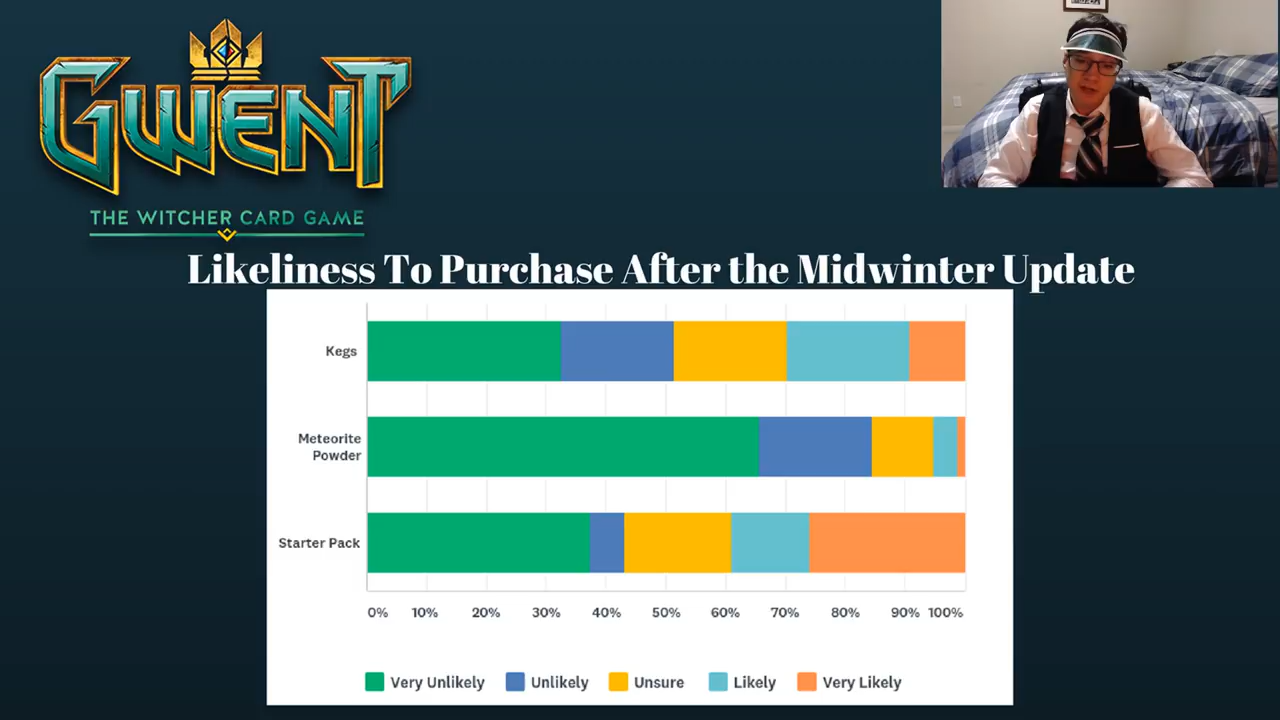 GWENT
THE WITCHER CARD GAME
Likeliness To Purchase After the Midwinter Update
Kegs
Meteorite
Powder
Starter Pack
0% 10% 20% 30% 40% 50% 60% 70% 80% 90% 100%
Very Unlikely Unlikely Unsure Likely Very Likely